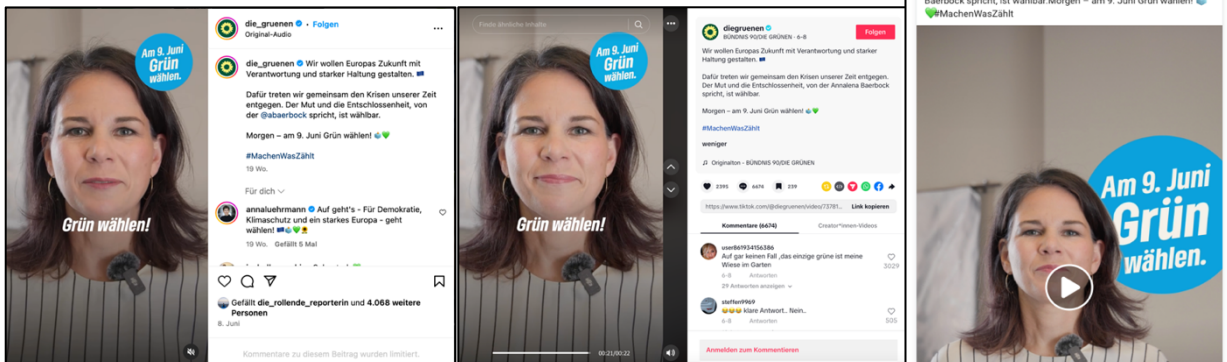 Am 9. Juni
Grün
wählen.
Grün wählen!
die_gruenen • Folgen
Original-Audio
die_gruenen Wir wollen Europas Zukunft mit
Verantwortung und starker Haltung gestalten.
Dafür treten wir gemeinsam den Krisen unserer Zeit
entgegen. Der Mut und die Entschlossenheit, von
der @abaerbock spricht, ist wählbar.
Morgen – am 9. Juni Grün wählen!
#MachenWasZählt
19 Wo.
Für dich
annaluehrmann Auf geht's - Für Demokratie,
Klimaschutz und ein starkes Europa - geht
wählen!
19 Wo. Gefällt 5 Mal
Gefällt die_rollende_reporterin und 4.068 weitere
Personen
8. Juni
Kommentare zu diesem Beitrag wurden limitiert.
Finde ähnliche Inhalte
Am 9. Juni
Grün
wählen.
Grün wählen!
00:21/00:22
diegruenen
BÜNDNIS 90/DIE GRÜNEN · 6-8
Folgen
Wir wollen Europas Zukunft mit Verantwortung und starker
Haltung gestalten.
Dafür treten wir gemeinsam den Krisen unserer Zeit entgegen.
Der Mut und die Entschlossenheit, von der Annalena Baerbock
spricht, ist wählbar.
Morgen – am 9. Juni Grün wählen!
#MachenWasZählt
weniger
Originalton - BÜNDNIS 90/DIE GRÜNEN
2395 6674 239
https://www.tiktok.com/@diegruenen/video/73781... Link kopieren
Kommentare (6674) Creator*innen-Videos
user861934156386
Auf gar keinen Fall ,das einzige grüne ist meine
Wiese im Garten
6-8 Antworten
3029
29 Antworten anzeigen
steffen9969
klare Antwort.. Nein..
6-8 Antworten
505
Anmelden zum Kommentieren
Baerbock spricht, ist wählbar.Morgen – am 9. Juni Grün wählen!
#MachenWasZählt
Am 9. Juni
Grün
wählen.